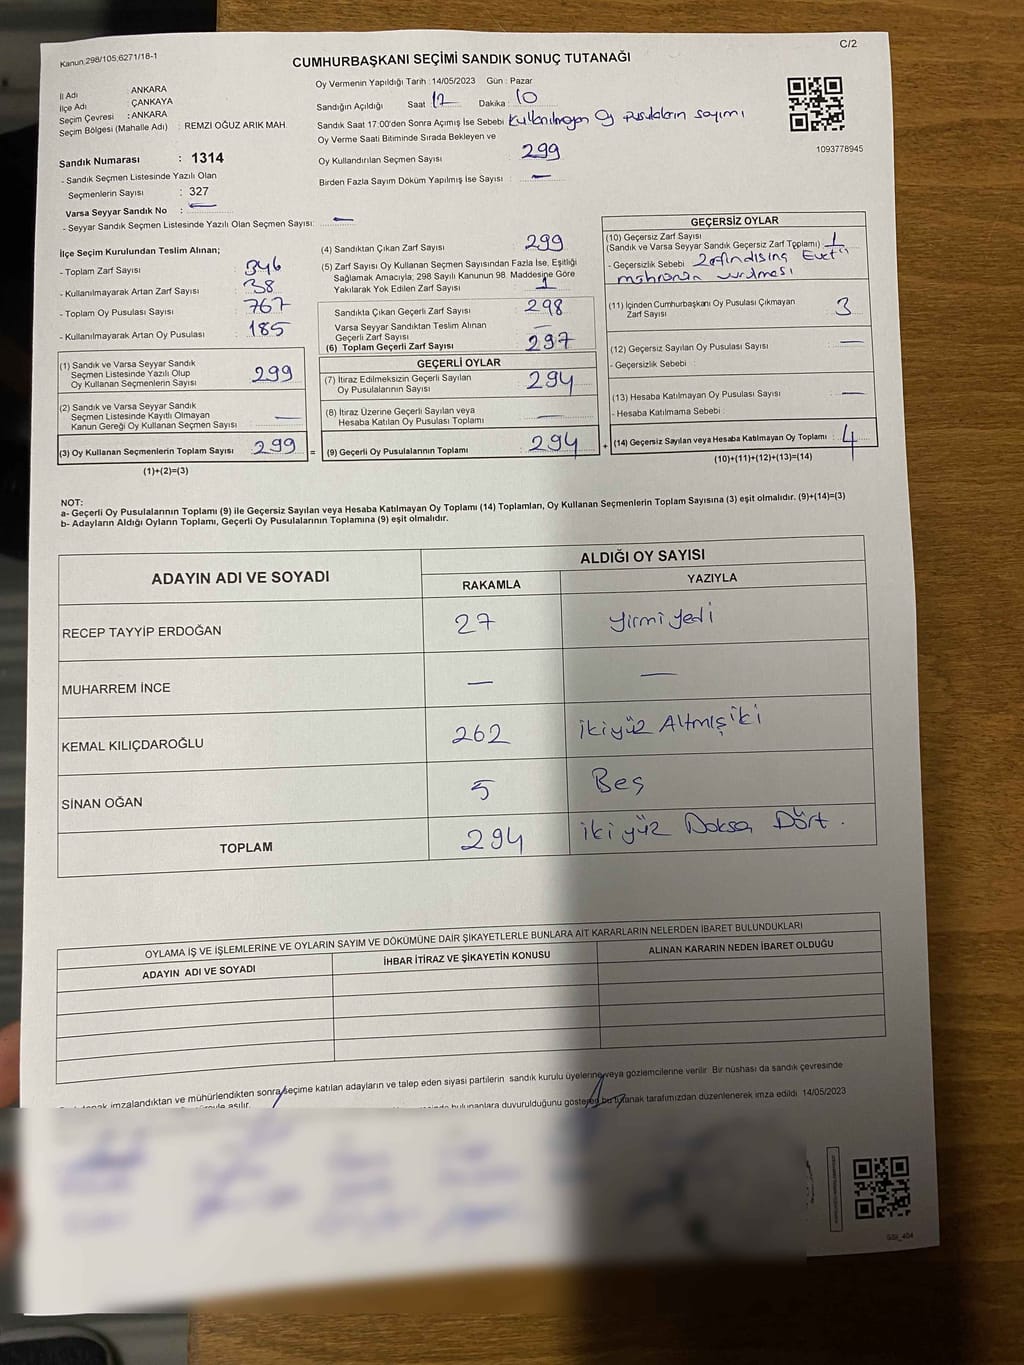 Kanun:298/105;6271/18-1
C/2
CUMHURBAŞKANI SEÇİMİ SANDIK SONUÇ TUTANAĞI
İl Adı : ANKARA
İlçe Adı : ÇANKAYA
Seçim Çevresi : ANKARA
Seçim Bölgesi (Mahalle Adı) : REMZİ OĞUZ ARIK MAH.
Sandık Numarası : 1314
- Sandık Seçmen Listesinde Yazılı Olan
Seçmenlerin Sayısı : 327
Varsa Seyyar Sandık No : —
- Seyyar Sandık Seçmen Listesinde Yazılı Olan Seçmen Sayısı: —
Oy Vermenin Yapıldığı Tarih : 14/05/2023 Gün : Pazar
Sandığın Açıldığı Saat 17 Dakika : 10
Sandık Saat 17:00'den Sonra Açılmış İse Sebebi Kullanılmayan Oy Pusulaların sayımı
Oy Verme Saati Bitiminde Sırada Bekleyen ve
Oy Kullandırılan Seçmen Sayısı : 299
Birden Fazla Sayım Döküm Yapılmış İse Sayısı : —
1093778945
İlçe Seçim Kurulundan Teslim Alınan;
- Toplam Zarf Sayısı : 346
- Kullanılmayarak Artan Zarf Sayısı : 38
- Toplam Oy Pusulası Sayısı : 767
- Kullanılmayarak Artan Oy Pusulası : 185
(1) Sandık ve Varsa Seyyar Sandık
Seçmen Listesinde Yazılı Olup
Oy Kullanan Seçmenlerin Sayısı : 299
(2) Sandık ve Varsa Seyyar Sandık
Seçmen Listesinde Kayıtlı Olmayan
Kanun Gereği Oy Kullanan Seçmen Sayısı : —
(3) Oy Kullanan Seçmenlerin Toplam Sayısı : 299
(1)+(2)=(3)
(4) Sandıktan Çıkan Zarf Sayısı : 299
(5) Zarf Sayısı Oy Kullanan Seçmen Sayısından Fazla İse, Eşitliği
Sağlamak Amacıyla; 298 Sayılı Kanunun 98. Maddesine Göre
Yakılarak Yok Edilen Zarf Sayısı : 1
Sandıkta Çıkan Geçerli Zarf Sayısı : 298
Varsa Seyyar Sandıktan Teslim Alınan
Geçerli Zarf Sayısı : —
(6) Toplam Geçerli Zarf Sayısı : 297
GEÇERLİ OYLAR
(7) İtiraz Edilmeksizin Geçerli Sayılan
Oy Pusulalarının Sayısı : 294
(8) İtiraz Üzerine Geçerli Sayılan veya
Hesaba Katılan Oy Pusulası Toplamı : —
= (9) Geçerli Oy Pusulalarının Toplamı : 294 +
GEÇERSİZ OYLAR
(10) Geçersiz Zarf Sayısı
(Sandık ve Varsa Seyyar Sandık Geçersiz Zarf Toplamı) : 1
- Geçersizlik Sebebi : Zarfın dışına Evet
mührünün vurulması
(11) İçinden Cumhurbaşkanı Oy Pusulası Çıkmayan
Zarf Sayısı : 3
(12) Geçersiz Sayılan Oy Pusulası Sayısı : —
- Geçersizlik Sebebi :
(13) Hesaba Katılmayan Oy Pusulası Sayısı : —
- Hesaba Katılmama Sebebi :
(14) Geçersiz Sayılan veya Hesaba Katılmayan Oy Toplamı : 4
(10)+(11)+(12)+(13)=(14)
NOT:
a- Geçerli Oy Pusulalarının Toplamı (9) ile Geçersiz Sayılan veya Hesaba Katılmayan Oy Toplamı (14) Toplamları, Oy Kullanan Seçmenlerin Toplam Sayısına (3) eşit olmalıdır. (9)+(14)=(3)
b- Adayların Aldığı Oyların Toplamı, Geçerli Oy Pusulalarının Toplamına (9) eşit olmalıdır.
ADAYIN ADI VE SOYADI
ALDIĞI OY SAYISI
RAKAMLA YAZIYLA
RECEP TAYYİP ERDOĞAN 27 yirmi yedi
MUHARREM İNCE — —
KEMAL KILIÇDAROĞLU 262 ikiyüz Altmış iki
SİNAN OĞAN 5 Beş
TOPLAM 294 iki yüz Doksan Dört.
OYLAMA İŞ VE İŞLEMLERİNE VE OYLARIN SAYIM VE DÖKÜMÜNE DAİR ŞİKAYETLERLE BUNLARA AİT KARARLARIN NELERDEN İBARET BULUNDUKLARI
ADAYIN ADI VE SOYADI İHBAR İTİRAZ VE ŞİKAYETİN KONUSU ALINAN KARARIN NEDEN İBARET OLDUĞU
imzalandıktan ve mühürlendikten sonra seçime katılan adayların ve talep eden siyasi partilerin sandık kurulu üyelerine veya gözlemcilerine verilir. Bir nüshası da sandık çevresinde
asılır.
bulunanlara duyurulduğunu gösteren bu tutanak tarafımızdan düzenlenerek imza edildi. 14/05/2023
GSI_404